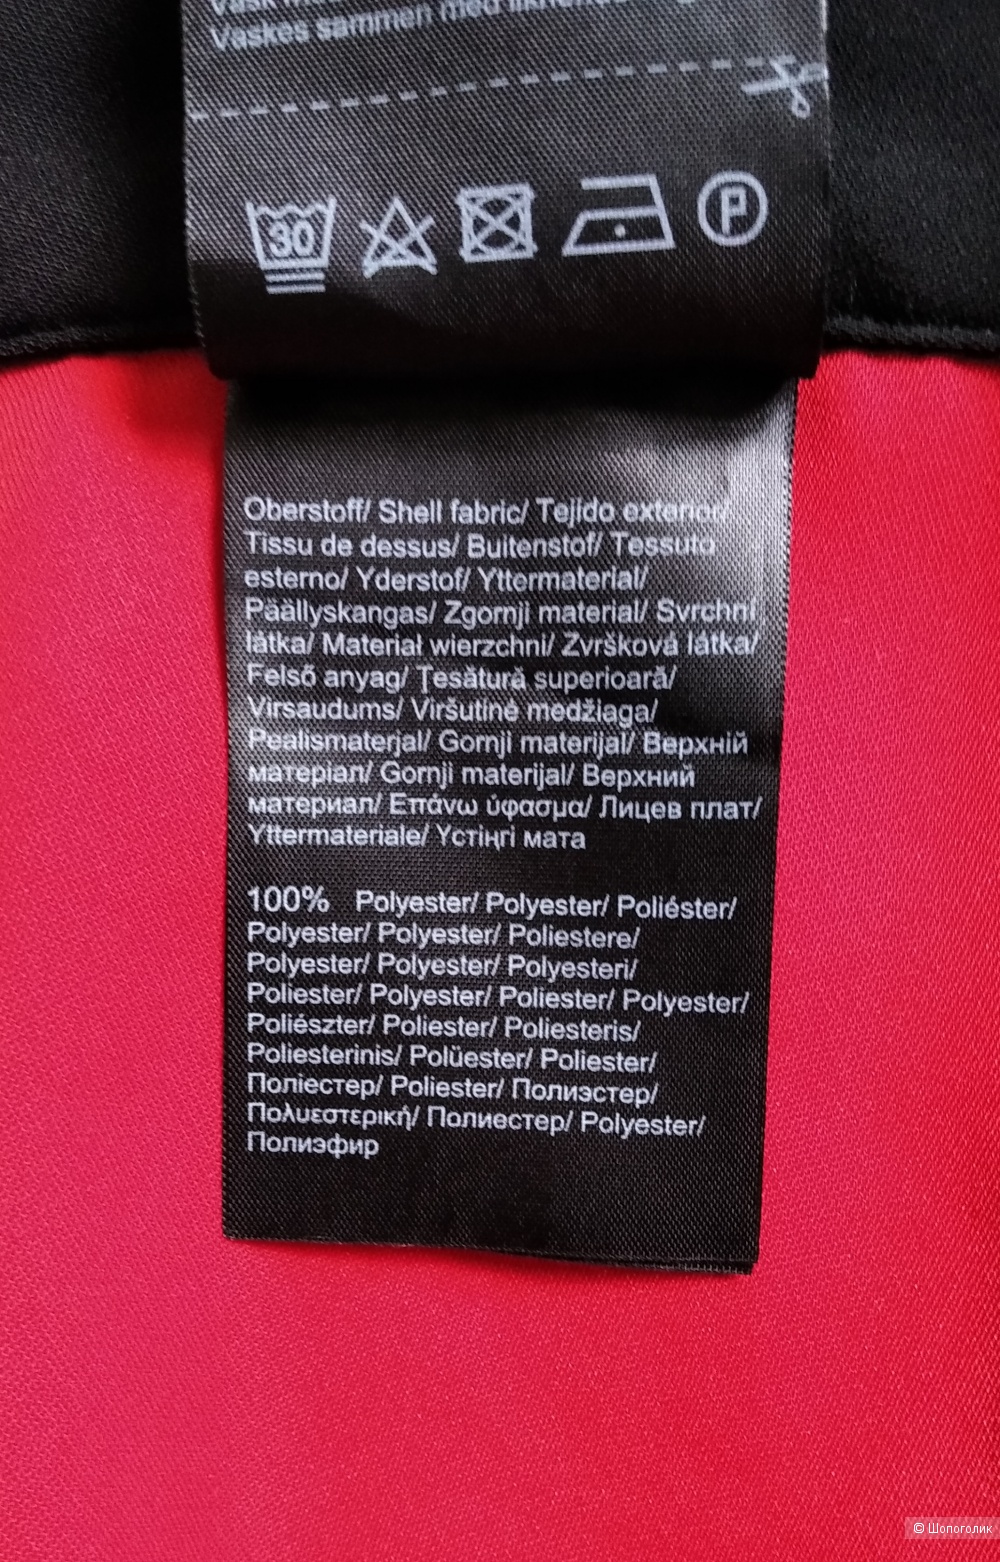 Vask
Vaskes sammen med
30
P
Oberstoff/ Shell fabric/ Tejido exterior/
Tissu de dessus/ Buitenstof/ Tessuto
esterno/ Yderstof/ Yttermaterial/
Päällyskangas/ Zgornji material/ Svrchní
látka/ Materiał wierzchni/ Zvršková látka/
Felső anyag/ Țesătură superioară/
Virsaudums/ Viršutinė medžiaga/
Pealismaterjal/ Gornji materijal/ Верхній
матеріал/ Gornji materijal/ Верхний
материал/ Επάνω ύφασμα/ Лицев плат/
Yttermateriale/ Үстіңгі мата
100% Polyester/ Polyester/ Poliéster/
Polyester/ Polyester/ Poliestere/
Polyester/ Polyester/ Polyesteri/
Poliester/ Polyester/ Poliester/ Polyester/
Poliészter/ Poliester/ Poliesteris/
Poliesterinis/ Polüester/ Poliester/
Поліестер/ Poliester/ Полиэстер/
Πολυεστερική/ Полиестер/ Polyester/
Полиэфир
© Шопоголик